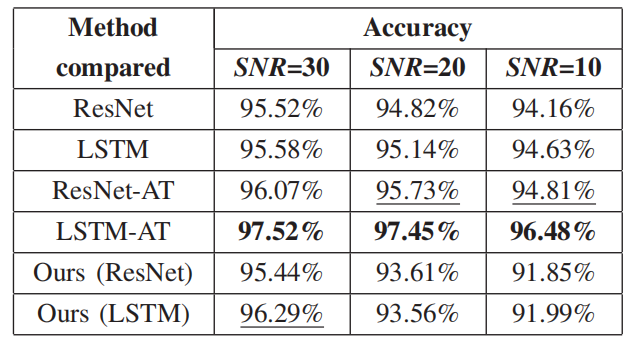 Method compared Accuracy
SNR=30 SNR=20 SNR=10
ResNet 95.52% 94.82% 94.16%
LSTM 95.58% 95.14% 94.63%
ResNet-AT 96.07% 95.73% 94.81%
LSTM-AT 97.52% 97.45% 96.48%
Ours (ResNet) 95.44% 93.61% 91.85%
Ours (LSTM) 96.29% 93.56% 91.99%